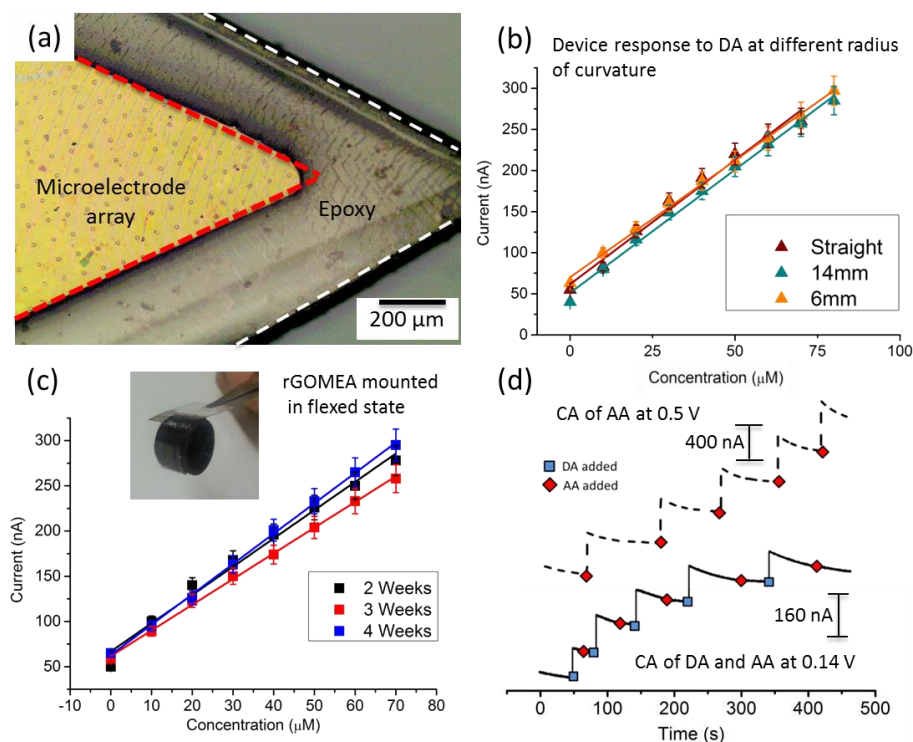 (a)
Microelectrode
array
Epoxy
200 μm
(b)
Device response to DA at different radius
of curvature
Current (nA)
300
250
200
150
100
50
0
0
25
50
75
100
Concentration (μM)
Straight
14mm
6mm
(c)
rGOMEA mounted
in flexed state
Current (nA)
300
250
200
150
100
50
-10
0
10
20
30
40
50
60
70
80
Concentration (μM)
2 Weeks
3 Weeks
4 Weeks
(d)
CA of AA at 0.5 V
400 nA
DA added
AA added
160 nA
CA of DA and AA at 0.14 V
0
100
200
300
400
500
Time (s)